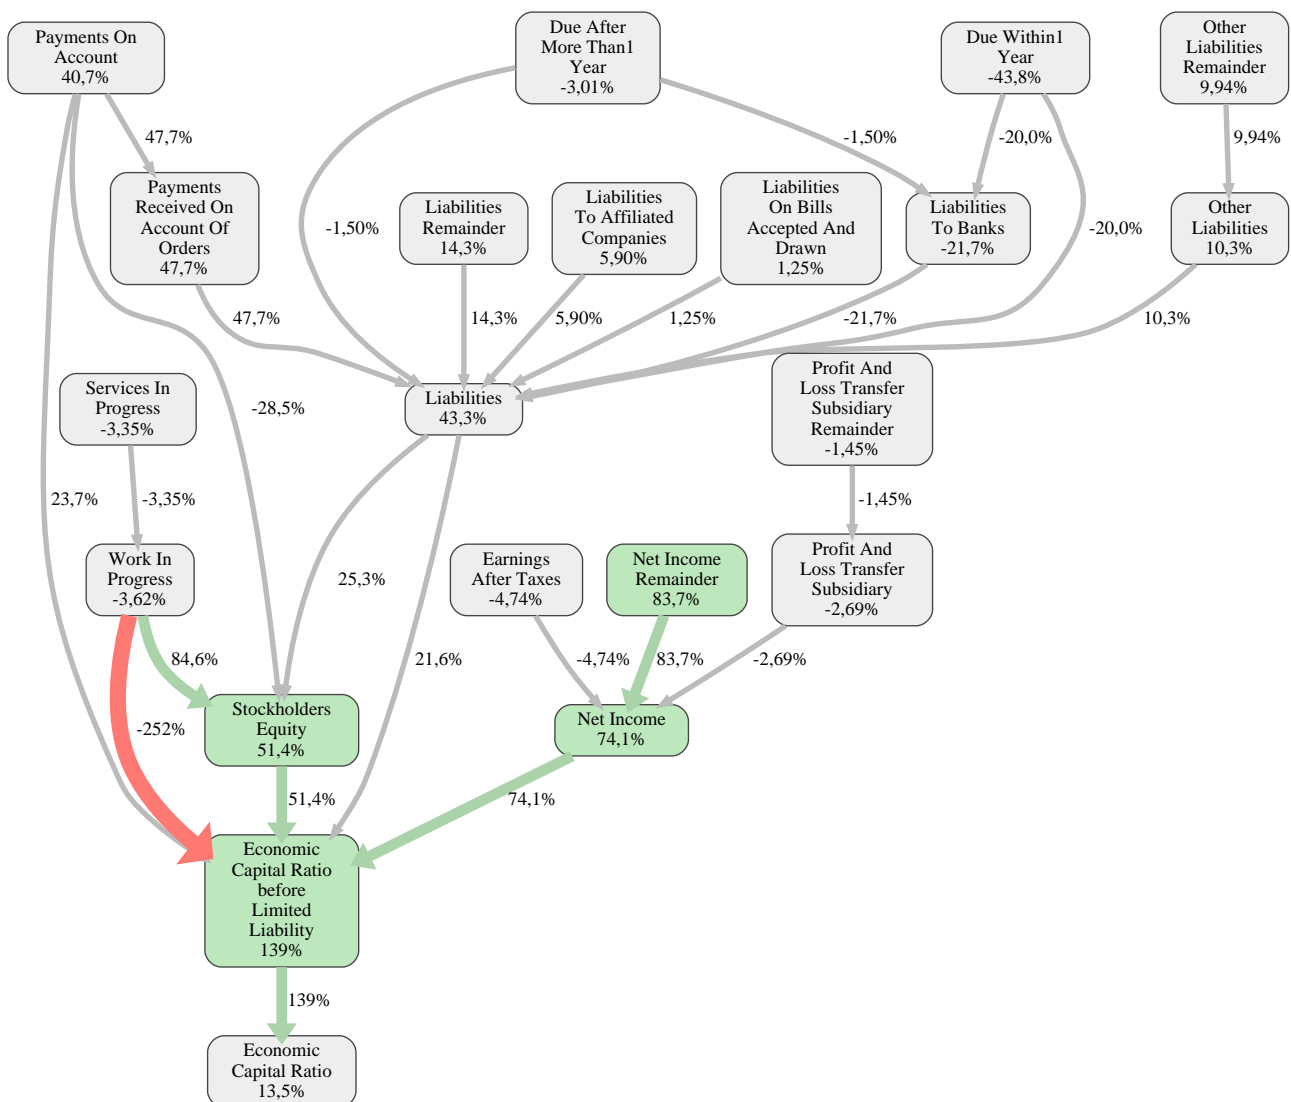 Payments On
Account
40,7%
Due After
More Than1
Year
-3,01%
Due Within1
Year
-43,8%
Other
Liabilities
Remainder
9,94%
47,7%
-1,50%
-20,0%
9,94%
Payments
Received On
Account Of
Orders
47,7%
Liabilities
Remainder
14,3%
Liabilities
To Affiliated
Companies
5,90%
Liabilities
On Bills
Accepted And
Drawn
1,25%
Liabilities
To Banks
-21,7%
Other
Liabilities
10,3%
-1,50%
-20,0%
47,7%
14,3%
5,90%
1,25%
-21,7%
10,3%
Services In
Progress
-3,35%
-28,5%
Liabilities
43,3%
Profit And
Loss Transfer
Subsidiary
Remainder
-1,45%
23,7%
-3,35%
-1,45%
Work In
Progress
-3,62%
25,3%
Earnings
After Taxes
-4,74%
Net Income
Remainder
83,7%
Profit And
Loss Transfer
Subsidiary
-2,69%
84,6%
21,6%
-4,74%
83,7%
-2,69%
-252%
Stockholders
Equity
51,4%
Net Income
74,1%
51,4%
74,1%
Economic
Capital Ratio
before
Limited
Liability
139%
139%
Economic
Capital Ratio
13,5%